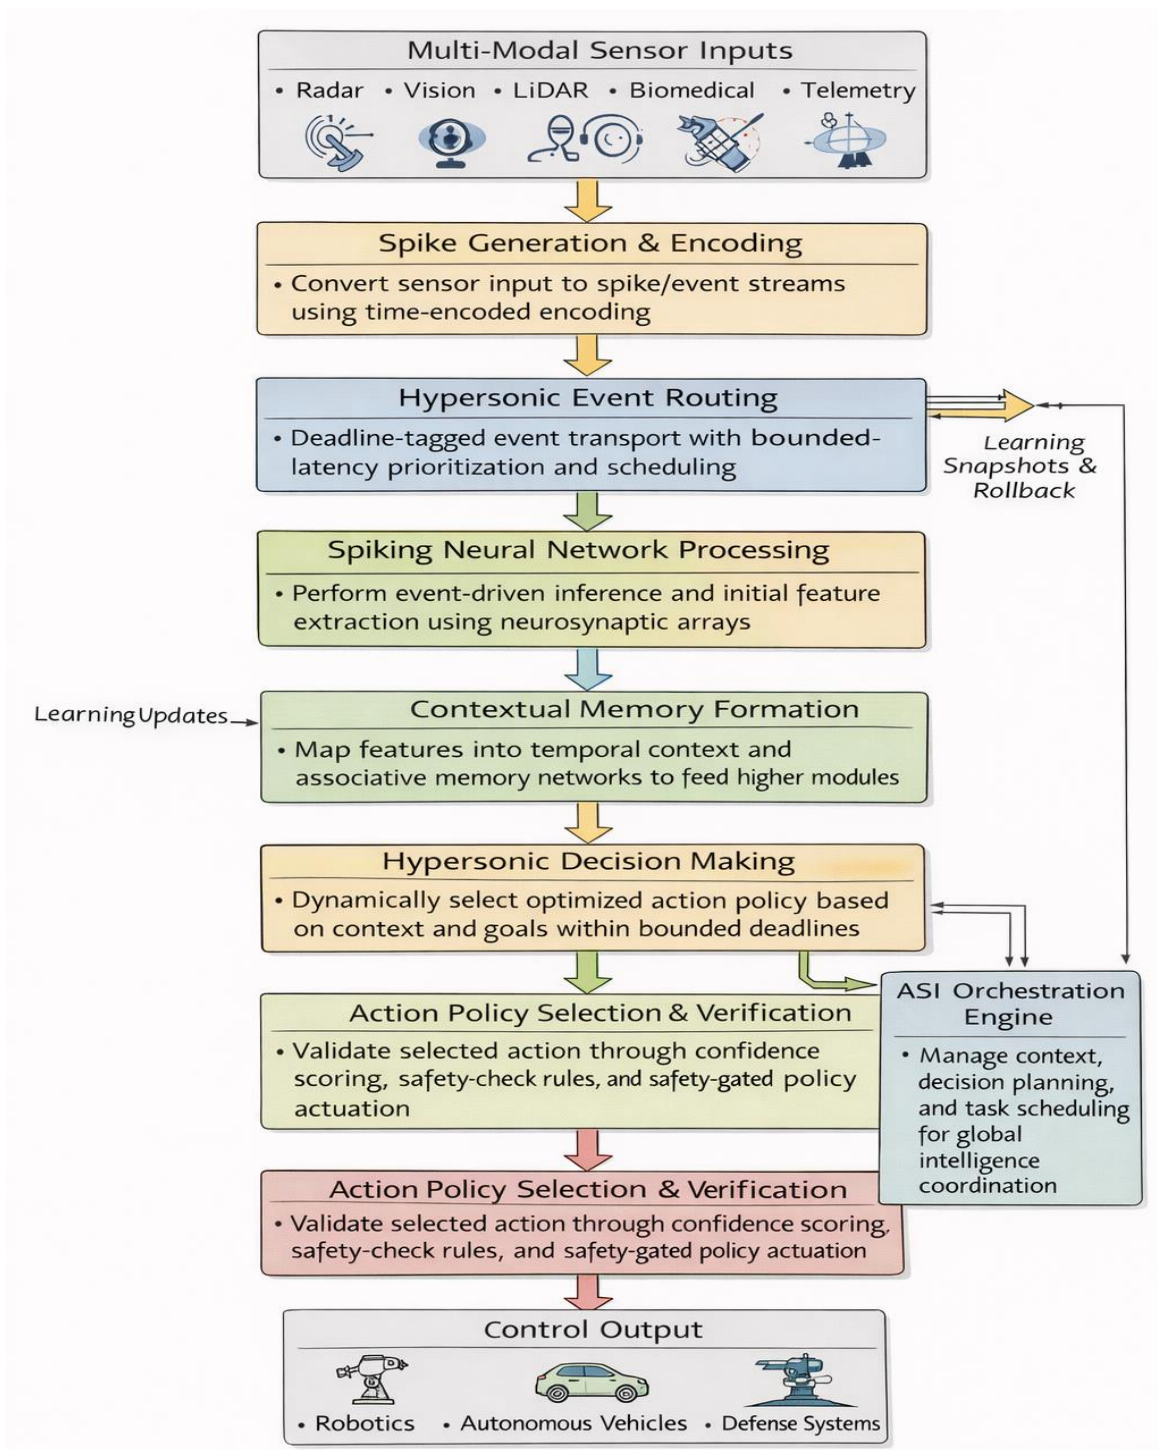 Multi-Modal Sensor Inputs
• Radar • Vision • LiDAR • Biomedical • Telemetry
Spike Generation & Encoding
• Convert sensor input to spike/event streams
using time-encoded encoding
Hypersonic Event Routing
• Deadline-tagged event transport with bounded-
latency prioritization and scheduling
Learning
Snapshots &
Rollback
Spiking Neural Network Processing
• Perform event-driven inference and initial feature
extraction using neurosynaptic arrays
Learning Updates
Contextual Memory Formation
• Map features into temporal context and
associative memory networks to feed higher modules
Hypersonic Decision Making
• Dynamically select optimized action policy based
on context and goals within bounded deadlines
Action Policy Selection & Verification
• Validate selected action through confidence
scoring, safety-check rules, and safety-gated policy
actuation
ASI Orchestration
Engine
• Manage context,
decision planning,
and task scheduling
for global
intelligence
coordination
Action Policy Selection & Verification
• Validate selected action through confidence scoring,
safety-check rules, and safety-gated policy actuation
Control Output
• Robotics • Autonomous Vehicles • Defense Systems